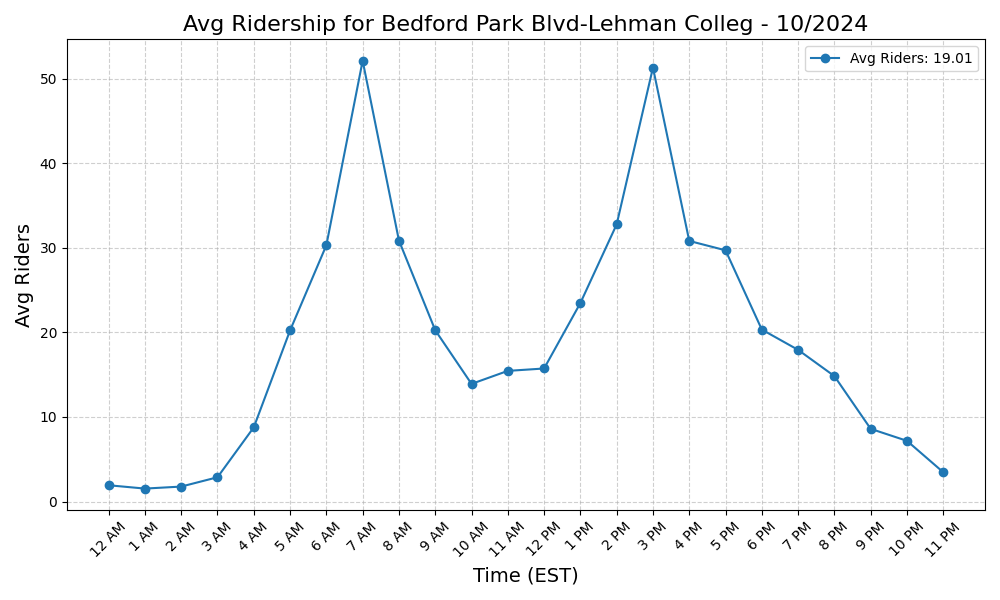 Avg Ridership for Bedford Park Blvd-Lehman Colleg - 10/2024
Avg Riders: 19.01
Avg Riders
50
40
30
20
10
0
12 AM
1 AM
2 AM
3 AM
4 AM
5 AM
6 AM
7 AM
8 AM
9 AM
10 AM
11 AM
12 PM
1 PM
2 PM
3 PM
4 PM
5 PM
6 PM
7 PM
8 PM
9 PM
10 PM
11 PM
Time (EST)